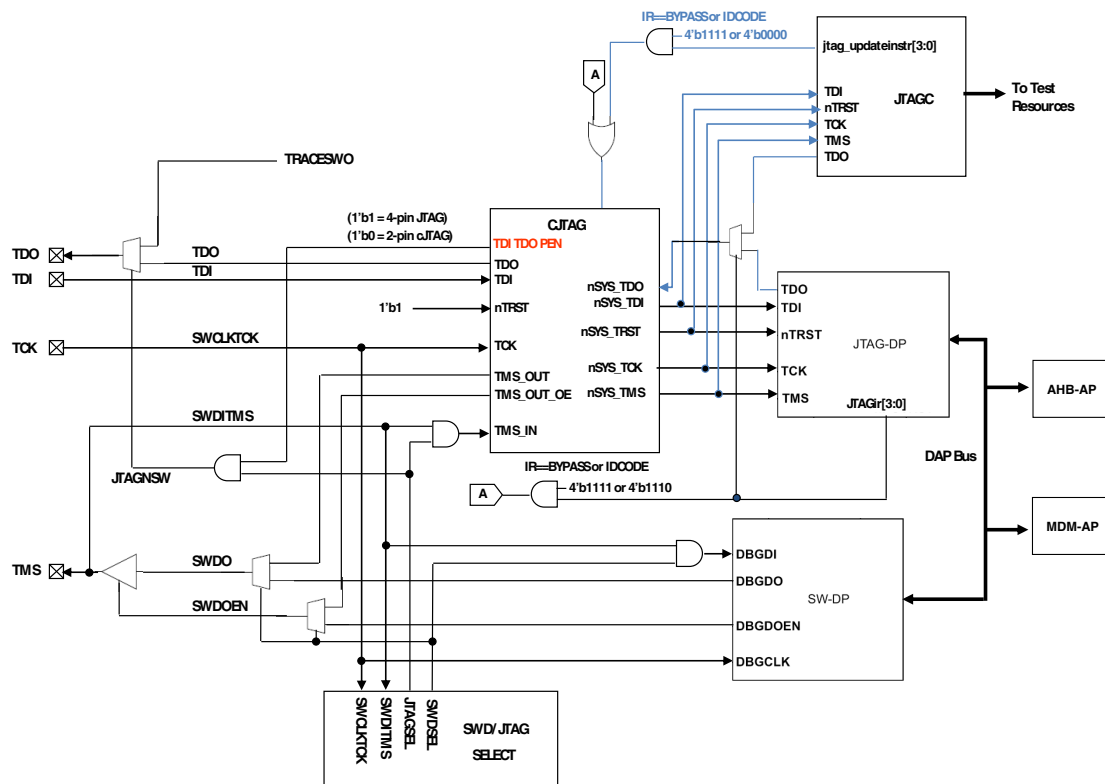 IR==BYPASS or IDCODE
4'b1111 or 4'b0000
jtag_updateinstr[3:0]
A
TDI
nTRST
JTAGC
TCK
TMS
TDO
To Test
Resources
TRACESWO
(1'b1 = 4-pin JTAG)
(1'b0 = 2-pin cJTAG)
CJTAG
TDI TDO PEN
TDO
TDO
TDO
TDI
TDI
TDI
1'b1
nTRST
nSYS_TDO
nSYS_TDI
nSYS_TRST
nSYS_TCK
nSYS_TMS
TDO
TDI
nTRST
JTAG-DP
TCK
TMS
JTAGir[3:0]
TCK
SWCLKTCK
TCK
TMS_OUT
TMS_OUT_OE
SWDITMS
TMS_IN
AHB-AP
DAP Bus
JTAGNSW
IR==BYPASS or IDCODE
A
4'b1111 or 4'b1110
MDM-AP
TMS
SWDO
SWDOEN
DBGDI
DBGDO
SW-DP
DBGDOEN
DBGCLK
SWCLKTCK
SWDITMS
JTAGSEL
SWDSEL
SWD/JTAG
SELECT